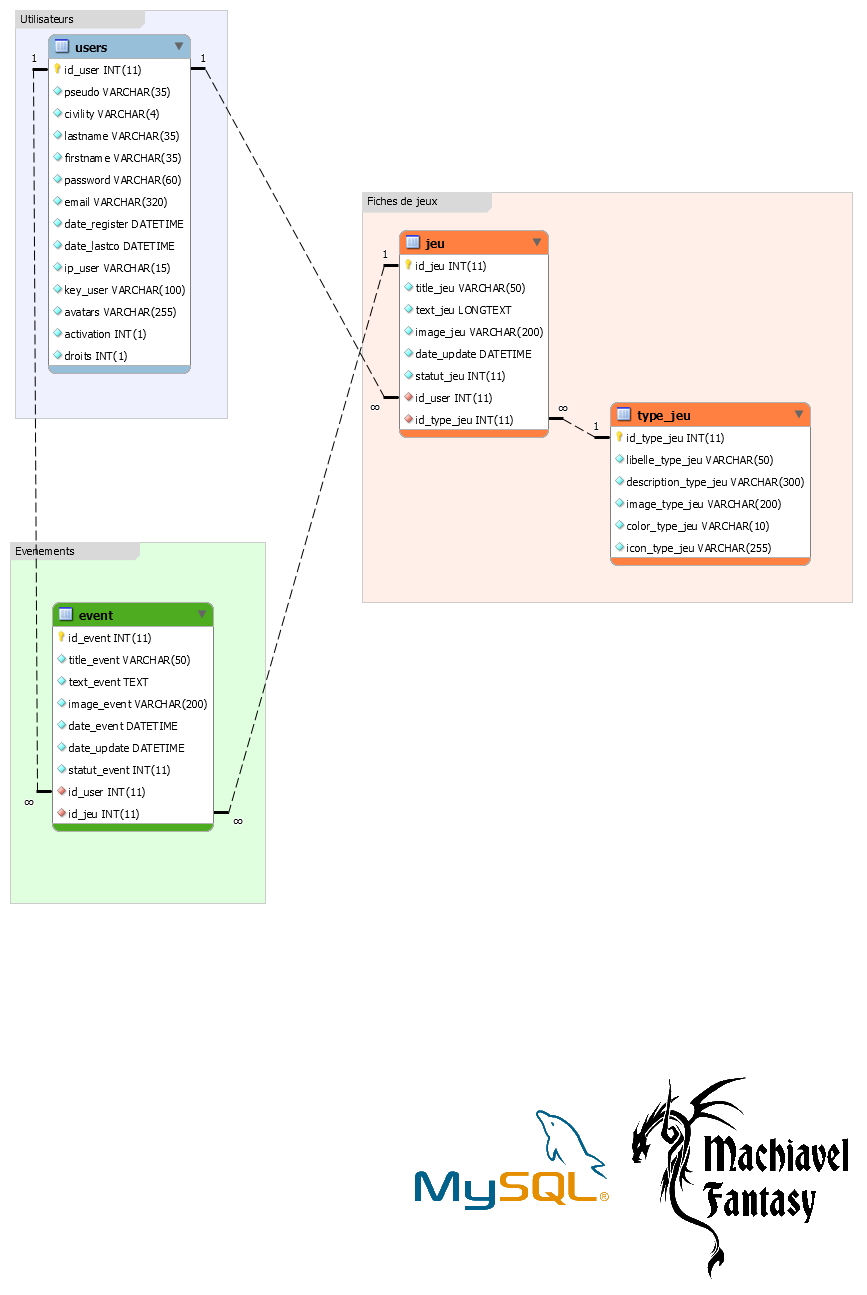 Utilisateurs
users
1
1
id_user INT(11)
pseudo VARCHAR(35)
civility VARCHAR(4)
lastname VARCHAR(35)
firstname VARCHAR(35)
password VARCHAR(60)
email VARCHAR(320)
date_register DATETIME
date_lastco DATETIME
ip_user VARCHAR(15)
key_user VARCHAR(100)
avatars VARCHAR(255)
activation INT(1)
droits INT(1)
Fiches de jeux
jeu
1
id_jeu INT(11)
title_jeu VARCHAR(50)
text_jeu LONGTEXT
image_jeu VARCHAR(200)
date_update DATETIME
statut_jeu INT(11)
id_user INT(11)
∞
id_type_jeu INT(11)
∞
1
type_jeu
id_type_jeu INT(11)
libelle_type_jeu VARCHAR(50)
description_type_jeu VARCHAR(300)
image_type_jeu VARCHAR(200)
color_type_jeu VARCHAR(10)
icon_type_jeu VARCHAR(255)
Evenements
event
id_event INT(11)
title_event VARCHAR(50)
text_event TEXT
image_event VARCHAR(200)
date_event DATETIME
date_update DATETIME
statut_event INT(11)
id_user INT(11)
∞
id_jeu INT(11)
∞
MySQL®
Machiavel
Fantasy